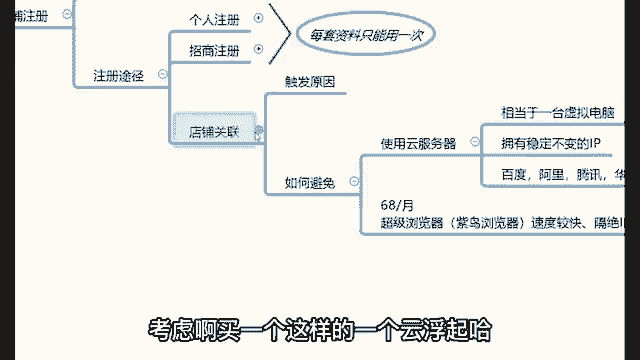 铺注册
个人注册
招商注册
每套资料只能用一次
注册途径
触发原因
店铺关联
相当于一台虚拟电脑
使用云服务器
拥有稳定不变的IP
百度，阿里，腾讯，华
如何避免
68/月
超级浏览器（紫鸟浏览器）速度较快、隔绝I
考虑啊买一个这样的一个云浮起哈